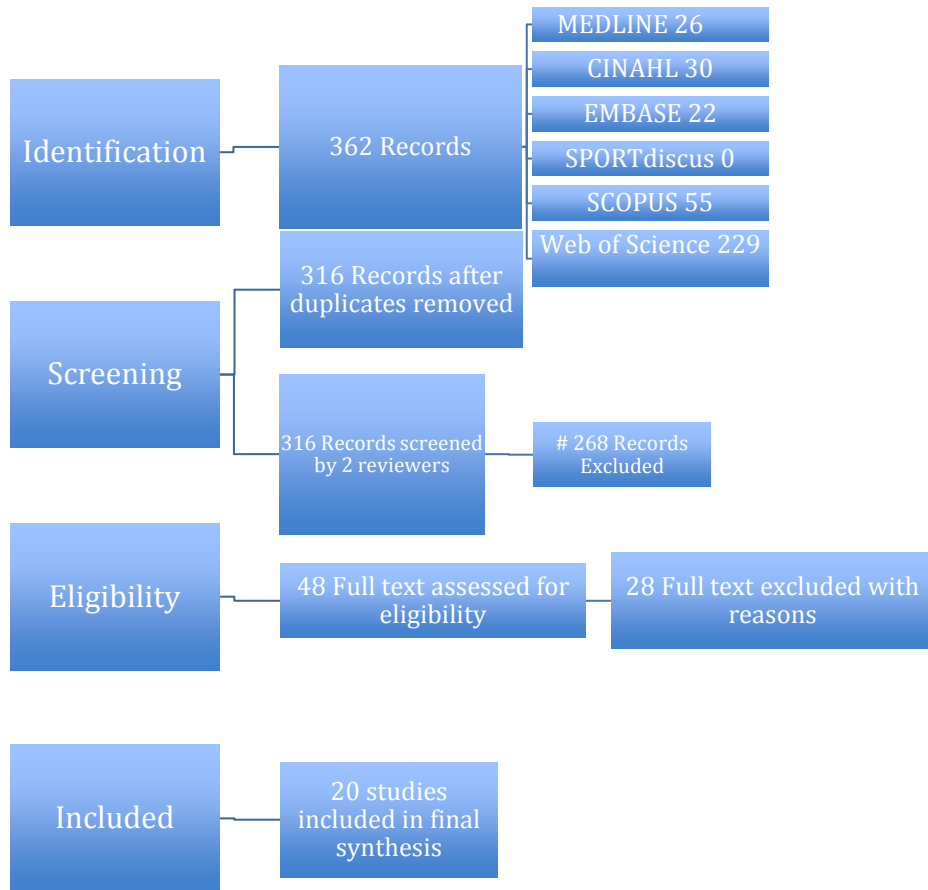 Identification
362 Records
MEDLINE 26
CINAHL 30
EMBASE 22
SPORTdiscus 0
SCOPUS 55
Web of Science 229
Screening
316 Records after
duplicates removed
316 Records screened
by 2 reviewers
# 268 Records
Excluded
Eligibility
48 Full text assessed for
eligibility
28 Full text excluded with
reasons
Included
20 studies
included in final
synthesis